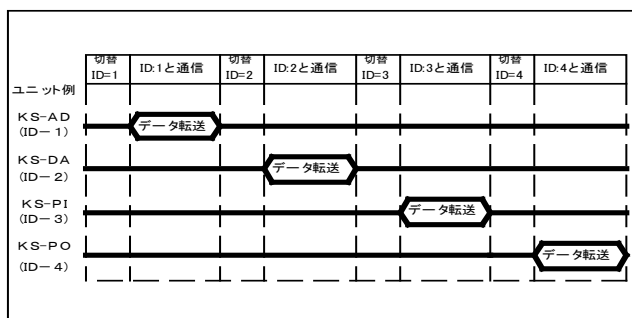 切替 ID:1と通信 切替 ID:2と通信 切替 ID:3と通信 切替 ID:4と通信
ID=1 ID=2 ID=3 ID=4
ユニット例
KS-AD
(ID－1)
データ転送
KS-DA
(ID－2)
データ転送
KS-PI
(ID－3)
データ転送
KS-PO
(ID－4)
データ転送